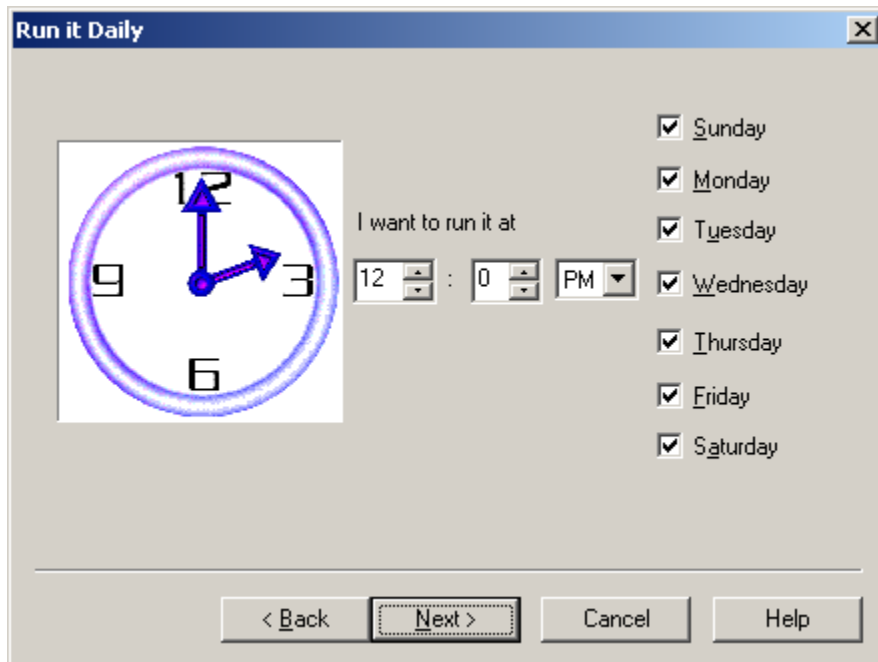 Run it Daily
12
9
3
6
I want to run it at
12 : 0 PM
Sunday
Monday
Tuesday
Wednesday
Thursday
Friday
Saturday
< Back Next > Cancel Help